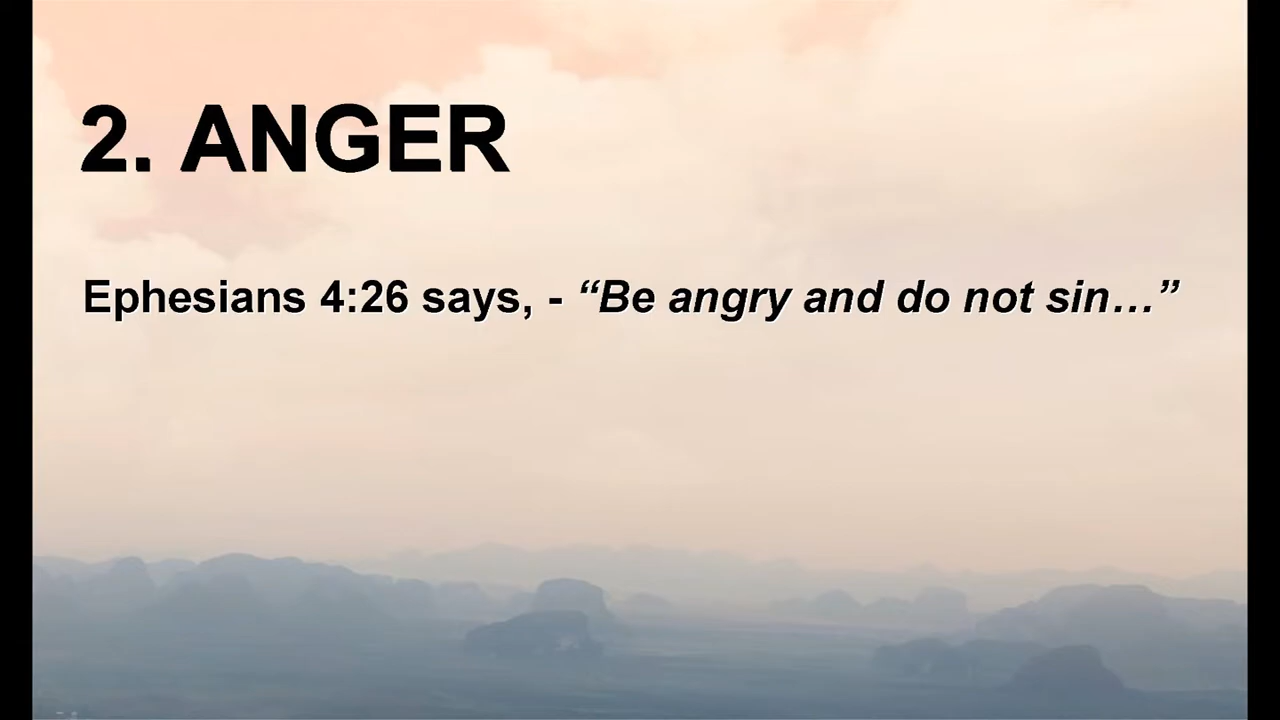 2. ANGER
Ephesians 4:26 says, - “Be angry and do not sin…”